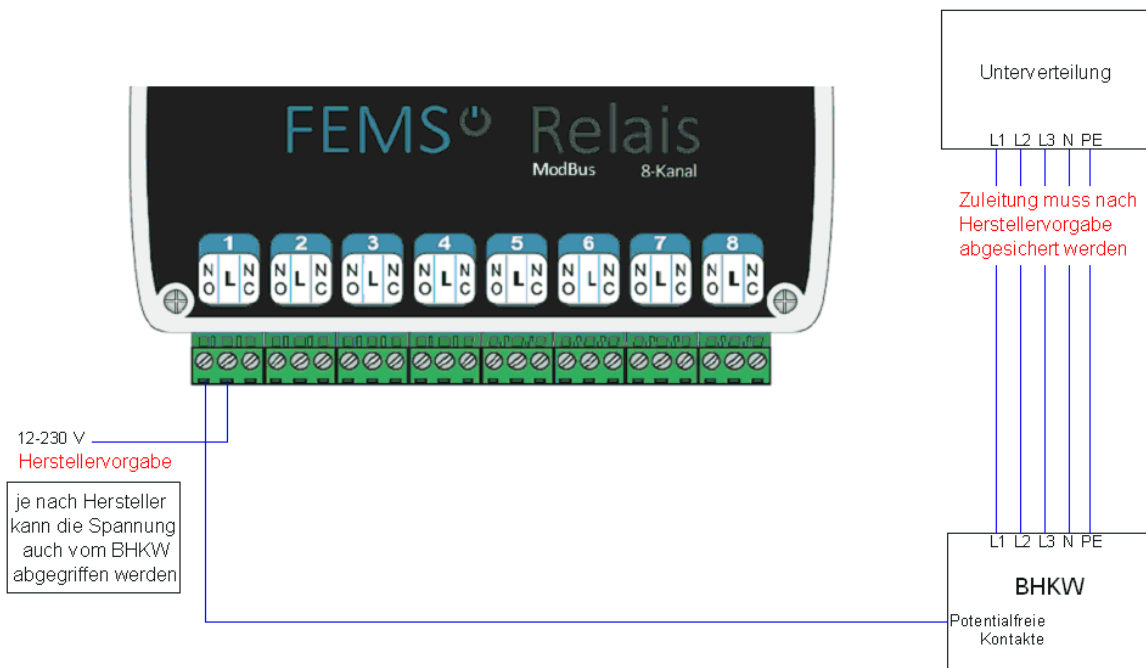 Unterverteilung
L1 L2 L3 N PE
Zuleitung muss nach
Herstellervorgabe
abgesichert werden
FEMS Relais
ModBus 8-Kanal
1 2 3 4 5 6 7 8
NO L NC NO L NC NO L NC NO L NC NO L NC NO L NC NO L NC NO L NC
12-230 V
Herstellervorgabe
je nach Hersteller
kann die Spannung
auch vom BHKW
abgegriffen werden
L1 L2 L3 N PE
BHKW
Potentialfreie
Kontakte